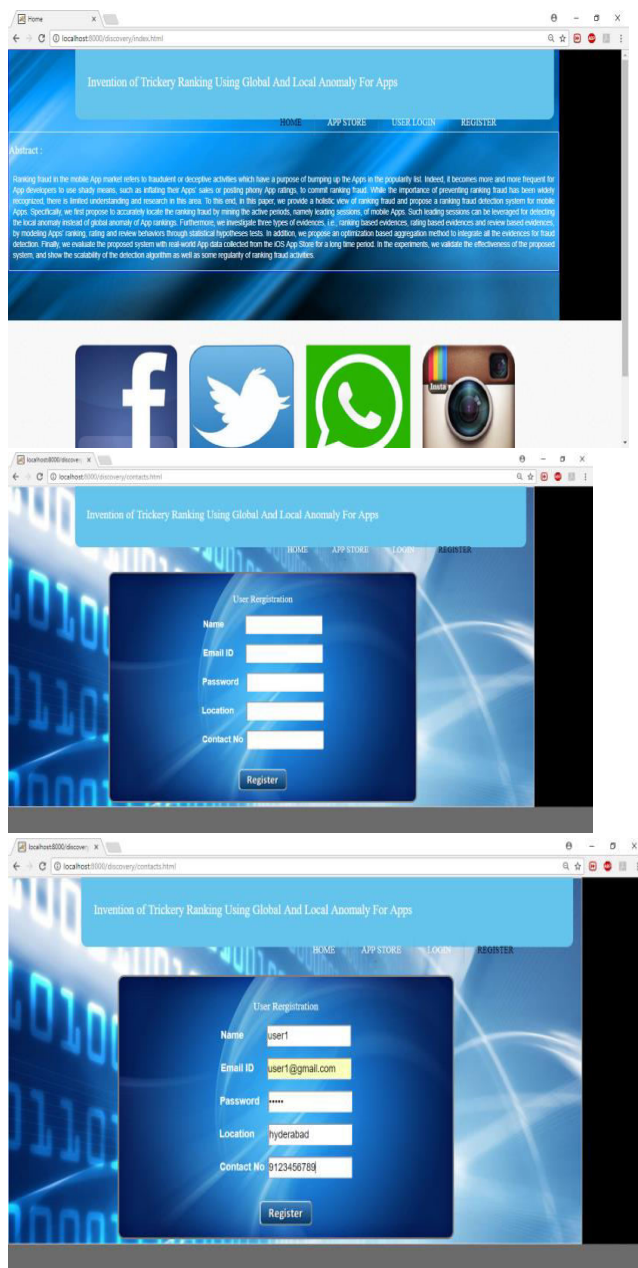 Home
localhost:8000/discovery/index.html
Invention of Trickery Ranking Using Global And Local Anomaly For Apps
HOME APP STORE USER LOGIN REGISTER
Abstract :
Ranking fraud in the mobile App market refers to fraudulent or deceptive activities which have a purpose of bumping up the Apps in the popularity list. Indeed, it becomes more and more frequent for
App developers to use shady means, such as inflating their Apps' sales or posting phony App ratings, to commit ranking fraud. While the importance of preventing ranking fraud has been widely
recognized, there is limited understanding and research in this area. To this end, in this paper, we provide a holistic view of ranking fraud and propose a ranking fraud detection system for mobile
Apps. Specifically, we first propose to accurately locate the ranking fraud by mining the active periods, namely leading sessions, of mobile Apps. Such leading sessions can be leveraged for detecting
the local anomaly instead of global anomaly of App rankings. Furthermore, we investigate three types of evidences, i.e., ranking based evidences, rating based evidences and review based evidences,
by modeling Apps' ranking, rating and review behaviors through statistical hypotheses tests. In addition, we propose an optimization based aggregation method to integrate all the evidences for fraud
detection. Finally, we evaluate the proposed system with real-world App data collected from the iOS App Store for a long time period. In the experiments, we validate the effectiveness of the proposed
system, and show the scalability of the detection algorithm as well as some regularity of ranking fraud activities.
Insta
localhost:8000/discovery
localhost:8000/discovery/contacts.html
Invention of Trickery Ranking Using Global And Local Anomaly For Apps
HOME APP STORE LOGIN REGISTER
User Rergistration
Name
Email ID
Password
Location
Contact No
Register
localhost:8000/discovery
localhost:8000/discovery/contacts.html
Invention of Trickery Ranking Using Global And Local Anomaly For Apps
HOME APP STORE LOGIN REGISTER
User Rergistration
Name user1
Email ID user1@gmail.com
Password •••••
Location hyderabad
Contact No 9123456789
Register